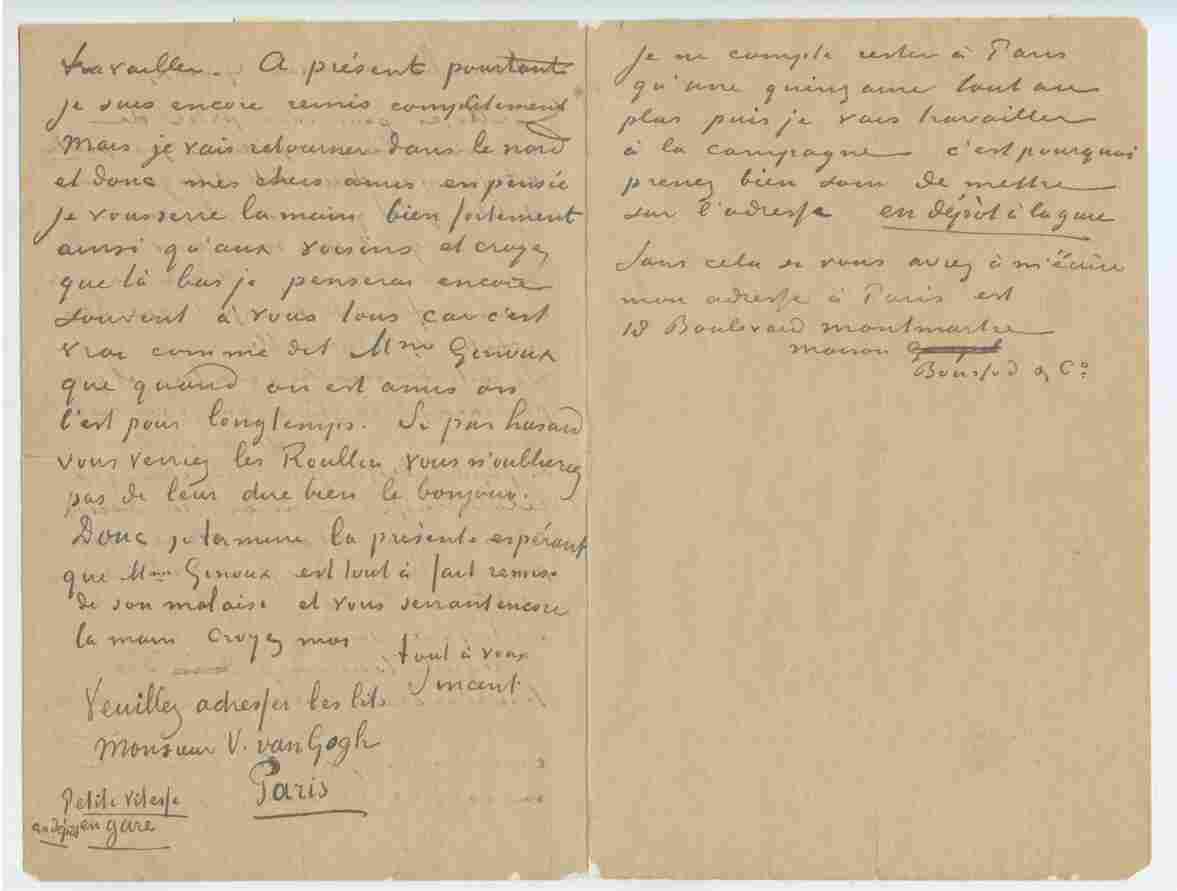 travailler. A présent pourtant
je suis encore remis complètement
Mais je vais retourner dans le nord
et donc mes chers amis en pensée
je vous serre la main bien fortement
ainsi qu'aux voisins et croyez
que là bas je penserai encore
souvent à vous tous car c'est
vrai comme dit Mme Ginoux
que quand on est amis on
l'est pour longtemps. Si par hasard
vous verriez les Roullin vous n'oublierez
pas de leur dire bien le bonjour.
Donc je termine la présente espérant
que Mme Ginoux est tout à fait remise
de son malaise et vous serrant encore
la main Croyez moi
tout à vous
Vincent
Veuillez adresser les lits
Monsieur V. van Gogh
Paris
Petite vitesse
en dépôt en gare
Je ne compte rester à Paris
qu'une quinzaine tout au
plus puis je vais travailler
à la campagne c'est pourquoi
prenez bien soin de mettre
sur l'adresse en dépôt à la gare
Sans cela si vous avez à m'écrire
mon adresse à Paris est
19 Boulevard Montmartre
maison
Boussod & Co